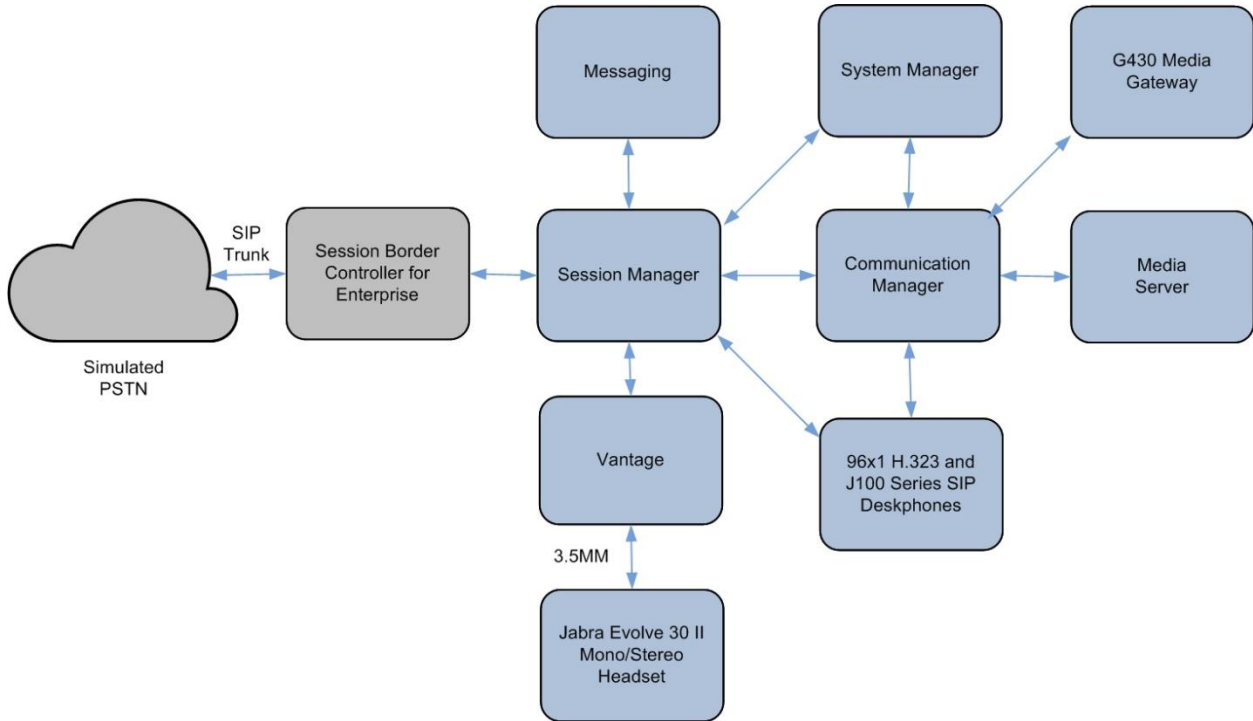 Messaging
System Manager
G430 Media
Gateway
SIP
Trunk
Session Border
Controller for
Enterprise
Session Manager
Communication
Manager
Media
Server
Simulated
PSTN
Vantage
96x1 H.323 and
J100 Series SIP
Deskphones
3.5MM
Jabra Evolve 30 II
Mono/Stereo
Headset